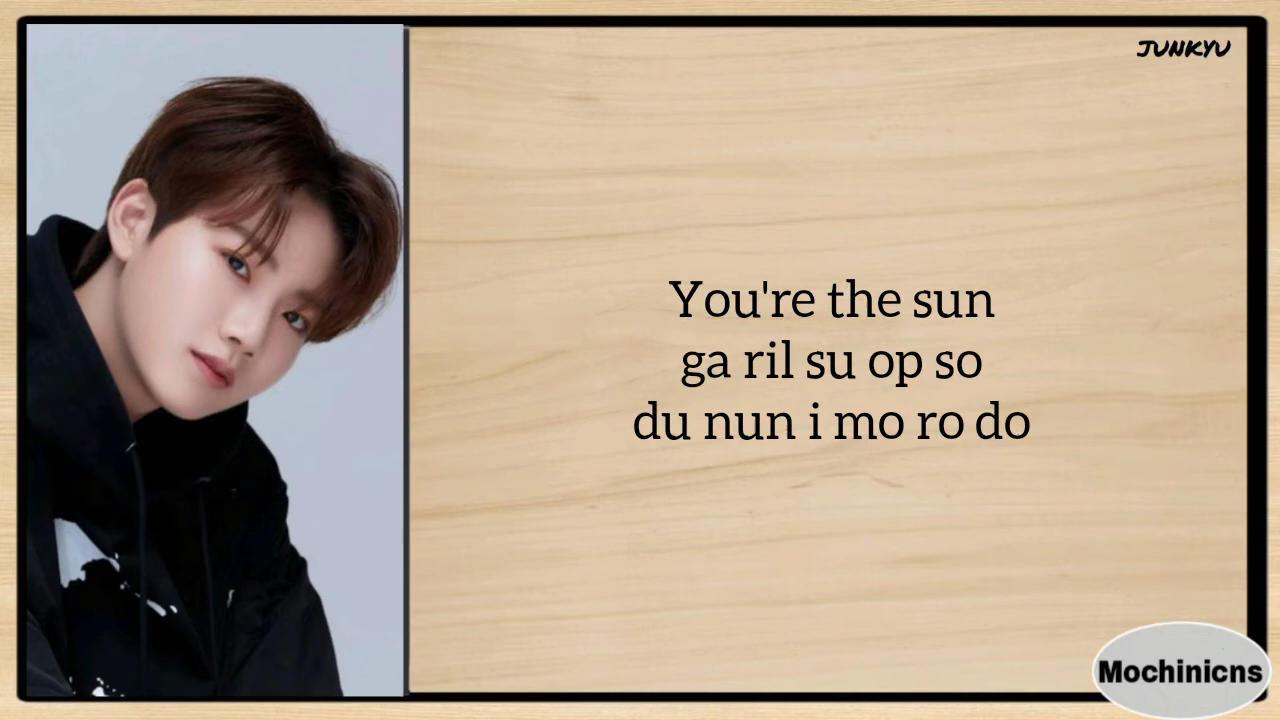 JUNKYU
You're the sun
ga ril su op so
du nun i mo ro do
Mochinicns